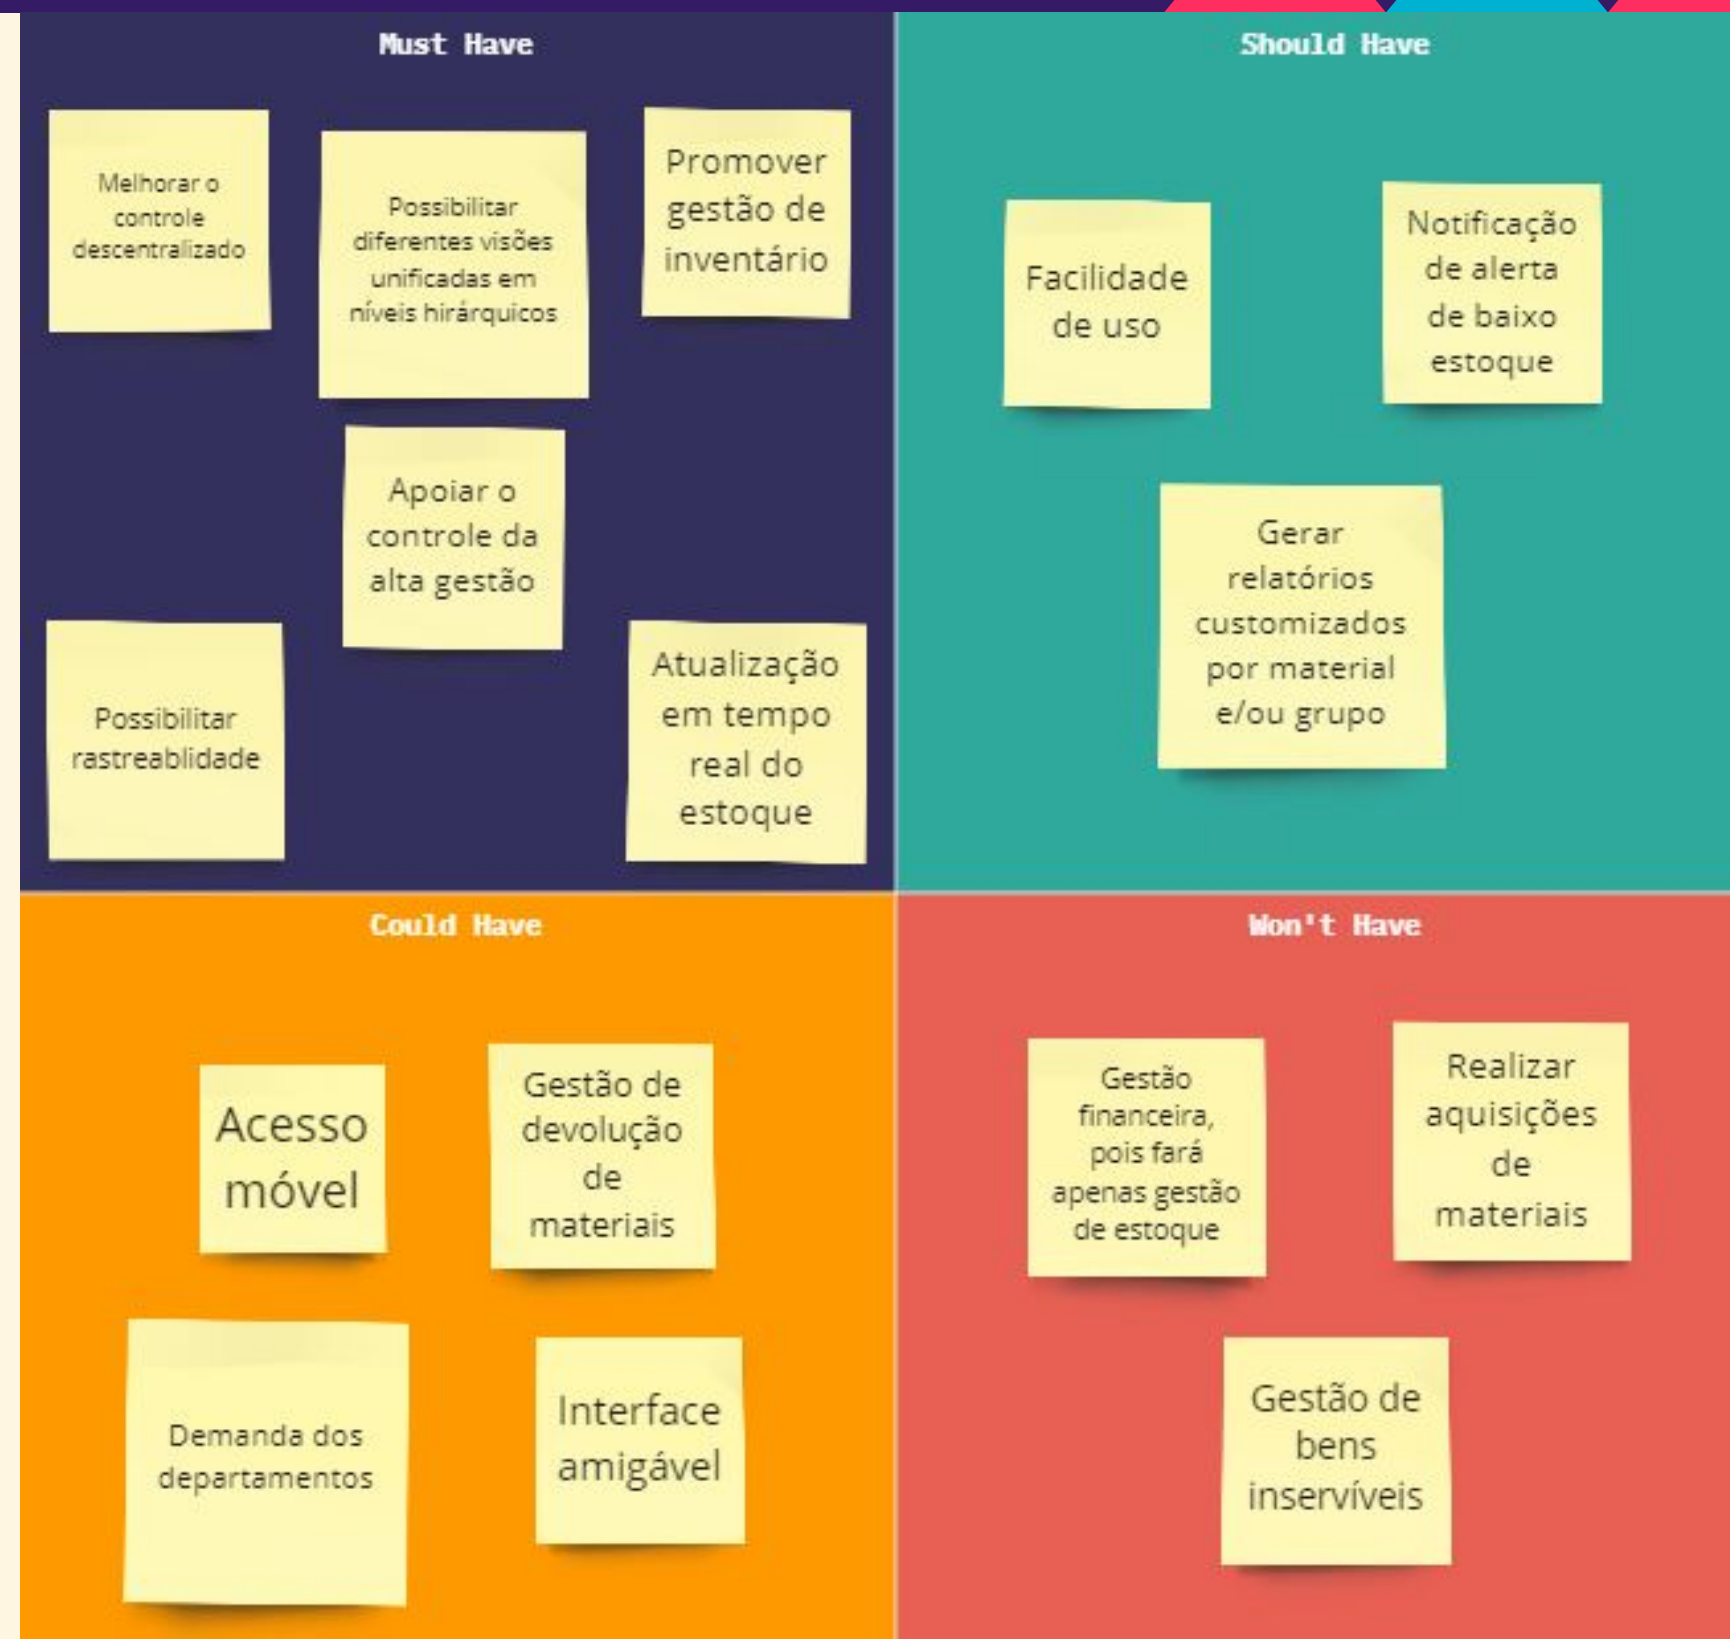 Must Have
Melhorar o
controle
descentralizado
Possibilitar
diferentes visões
unificadas em
níveis hirárquicos
Promover
gestão de
inventário
Apoiar o
controle da
alta gestão
Possibilitar
rastreablidade
Atualização
em tempo
real do
estoque
Should Have
Facilidade
de uso
Notificação
de alerta
de baixo
estoque
Gerar
relatórios
customizados
por material
e/ou grupo
Could Have
Acesso
móvel
Gestão de
devolução
de
materiais
Demanda dos
departamentos
Interface
amigável
Won't Have
Gestão
financeira,
pois fará
apenas gestão
de estoque
Realizar
aquisições
de
materiais
Gestão de
bens
inservíveis